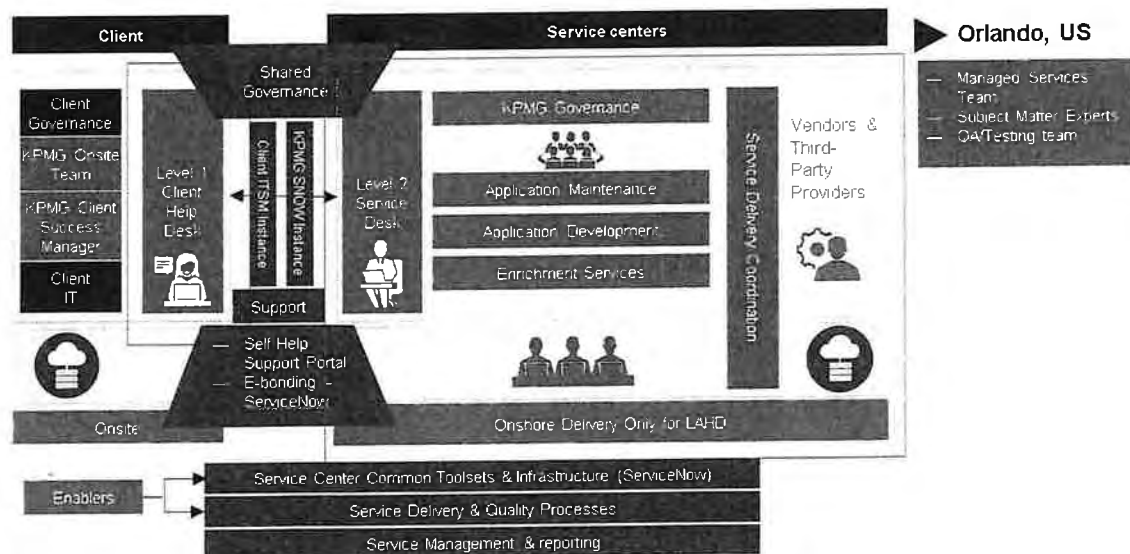 Client
Service centers
Orlando, US
Managed Services
Team
Subject Matter Experts
QA/Testing team
Shared
Governance
Client
Governance
KPMG Onsite
Team
KPMG Client
Success
Manager
Client
IT
Level 1
Client
Help
Desk
Client ITSM Instance
KPMG SNOW Instance
Level 2
Service
Desk
KPMG Governance
Application Maintenance
Application Development
Enrichment Services
Service Delivery Coordination
Vendors &
Third-
Party
Providers
Support
— Self Help
Support Portal
— E-bonding –
ServiceNow
Onsite
Onshore Delivery Only for LAHD
Enablers
Service Center Common Toolsets & Infrastructure (ServiceNow)
Service Delivery & Quality Processes
Service Management & reporting